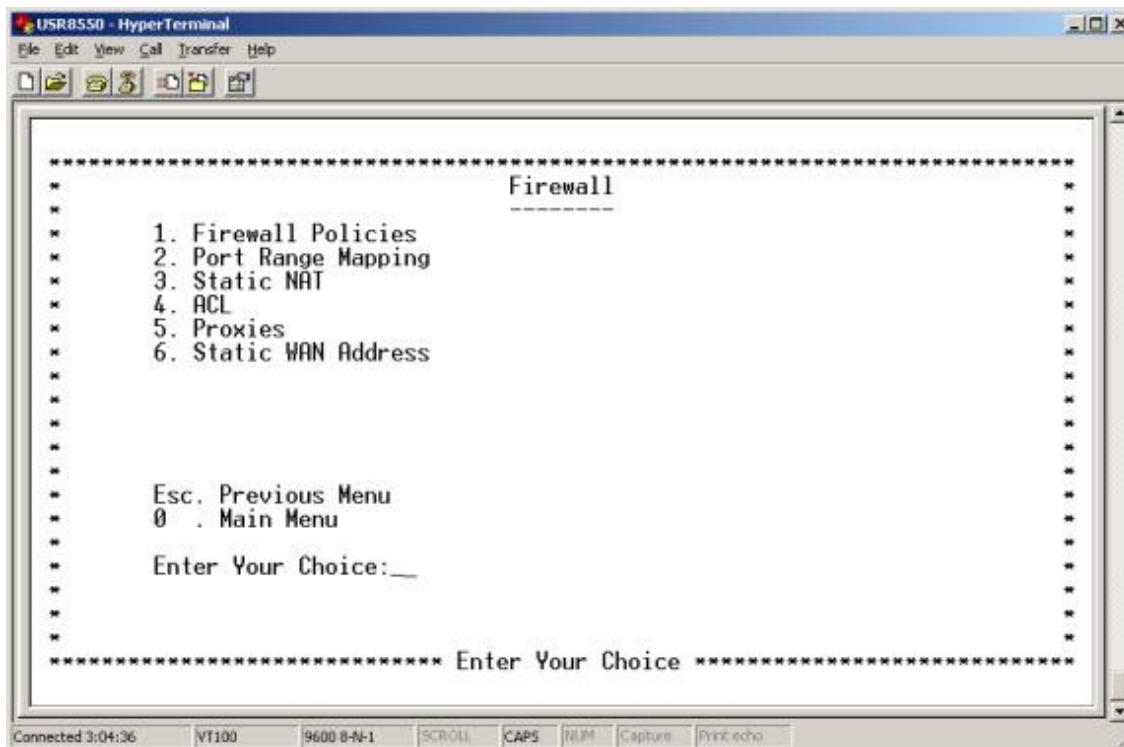 USR8550 - HyperTerminal
File Edit View Call Transfer Help
********************************************************************************
* Firewall *
* -------- *
* 1. Firewall Policies *
* 2. Port Range Mapping *
* 3. Static NAT *
* 4. ACL *
* 5. Proxies *
* 6. Static WAN Address *
* Esc. Previous Menu *
* 0 . Main Menu *
* Enter Your Choice:__ *
****************************** Enter Your Choice *****************************
Connected 3:04:36 VT100 9600 8-N-1 SCROLL CAPS NUM Capture Print echo